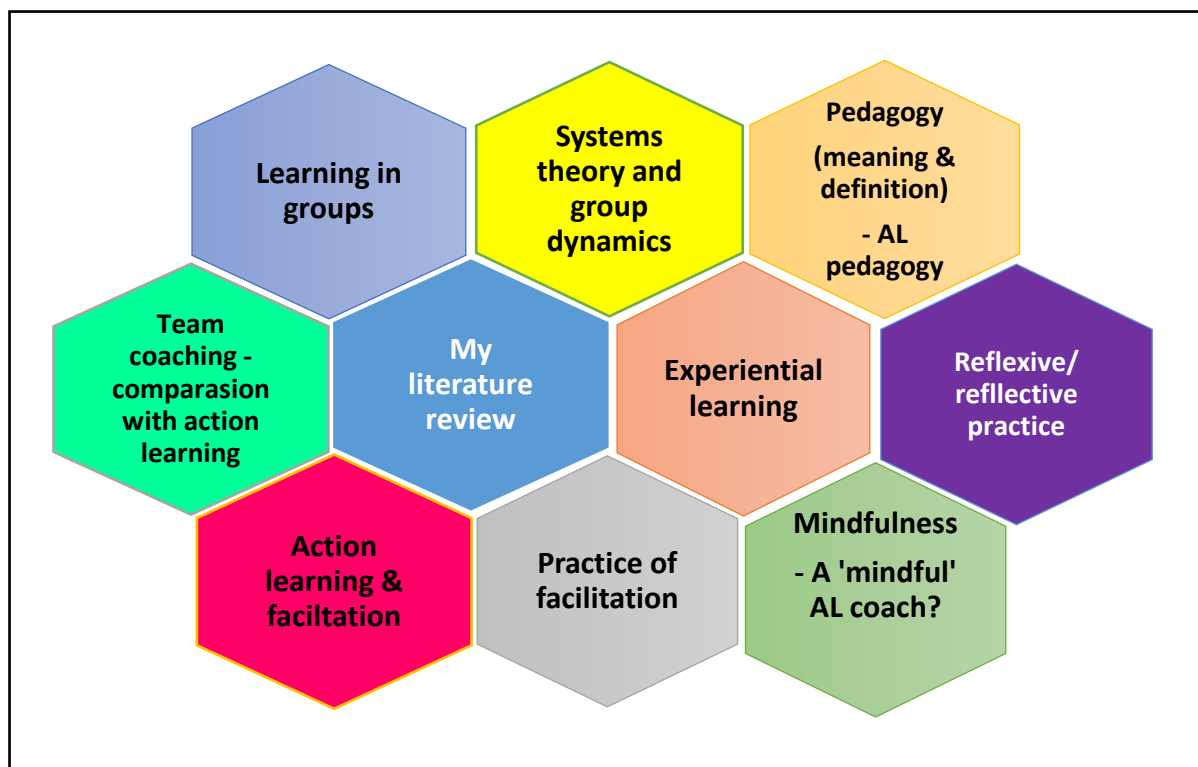 Learning in
groups
Systems
theory and
group
dynamics
Pedagogy
(meaning &
definition)
- AL
pedagogy
Team
coaching -
comparasion
with action
learning
My
literature
review
Experiential
learning
Reflexive/
refllective
practice
Action
learning &
faciltation
Practice of
facilitation
Mindfulness
- A 'mindful'
AL coach?